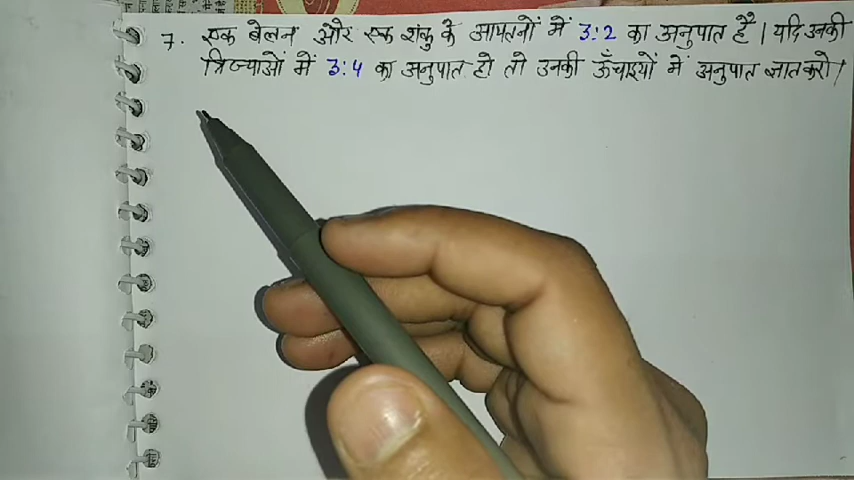 7. एक बेलन और एक शंकु के आयतनों में 3:2 का अनुपात है। यदि उनकी
त्रिज्याओं में 3:4 का अनुपात हो तो उनकी ऊँचाइयों में अनुपात ज्ञात करो।